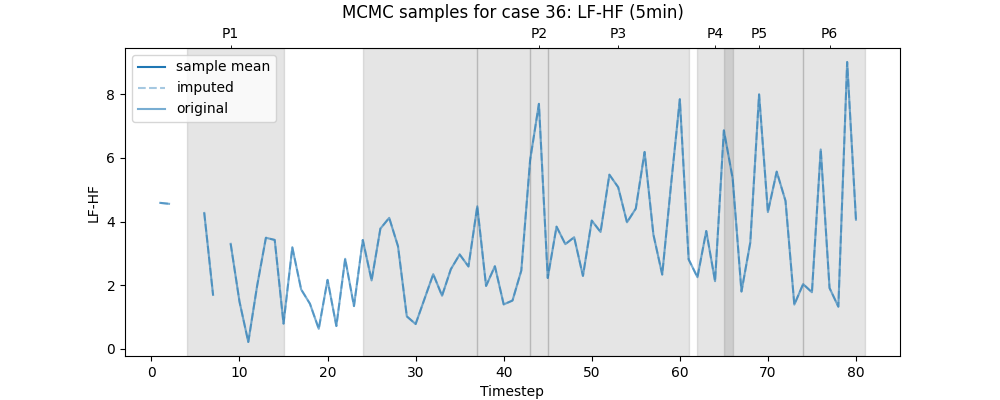 MCMC samples for case 36: LF-HF (5min)
P1 P2 P3 P4 P5 P6
sample mean
imputed
original
8
6
4
2
0
LF-HF
0 10 20 30 40 50 60 70 80
Timestep